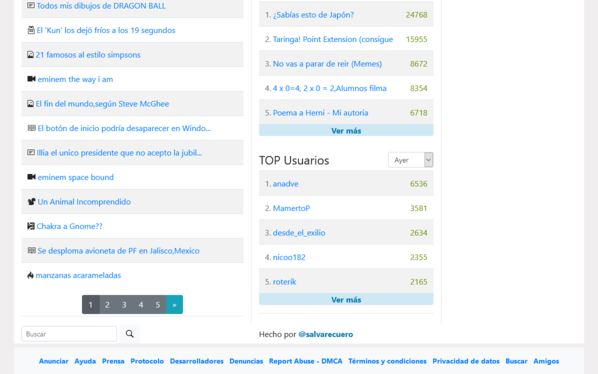 Todos mis dibujos de DRAGON BALL
El 'Kun' los dejó fríos a los 19 segundos
21 famosos al estilo simpsons
eminem the way i am
El fin del mundo,según Steve McGhee
El botón de inicio podría desaparecer en Windo...
Illia el unico presidente que no acepto la jubil...
eminem space bound
Un Animal Incomprendido
Chakra a Gnome??
Se desploma avioneta de PF en Jalisco,Mexico
manzanas acarameladas
1 2 3 4 5 »
Buscar
1. ¿Sabías esto de Japón? 24768
2. Taringa! Point Extension (consigue 15955
3. No vas a parar de reir (Memes) 8672
4. 4 x 0=4, 2 x 0 = 2,Alumnos filma 8354
5. Poema a Herni - Mi autoria 6718
Ver más
TOP Usuarios Ayer
1. anadve 6536
2. MamertoP 3581
3. desde_el_exilio 2634
4. nicoo182 2355
5. roterik 2165
Ver más
Hecho por @salvarecuero
Anunciar Ayuda Prensa Protocolo Desarrolladores Denuncias Report Abuse - DMCA Términos y condiciones Privacidad de datos Buscar Amigos